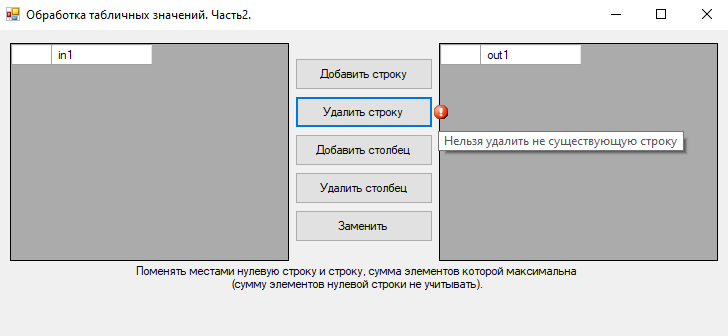 Обработка табличных значений. Часть2.
in1
out1
Добавить строку
Удалить строку
Нельзя удалить не существующую строку
Добавить столбец
Удалить столбец
Заменить
Поменять местами нулевую строку и строку, сумма элементов которой максимальна
(сумму элементов нулевой строки не учитывать).